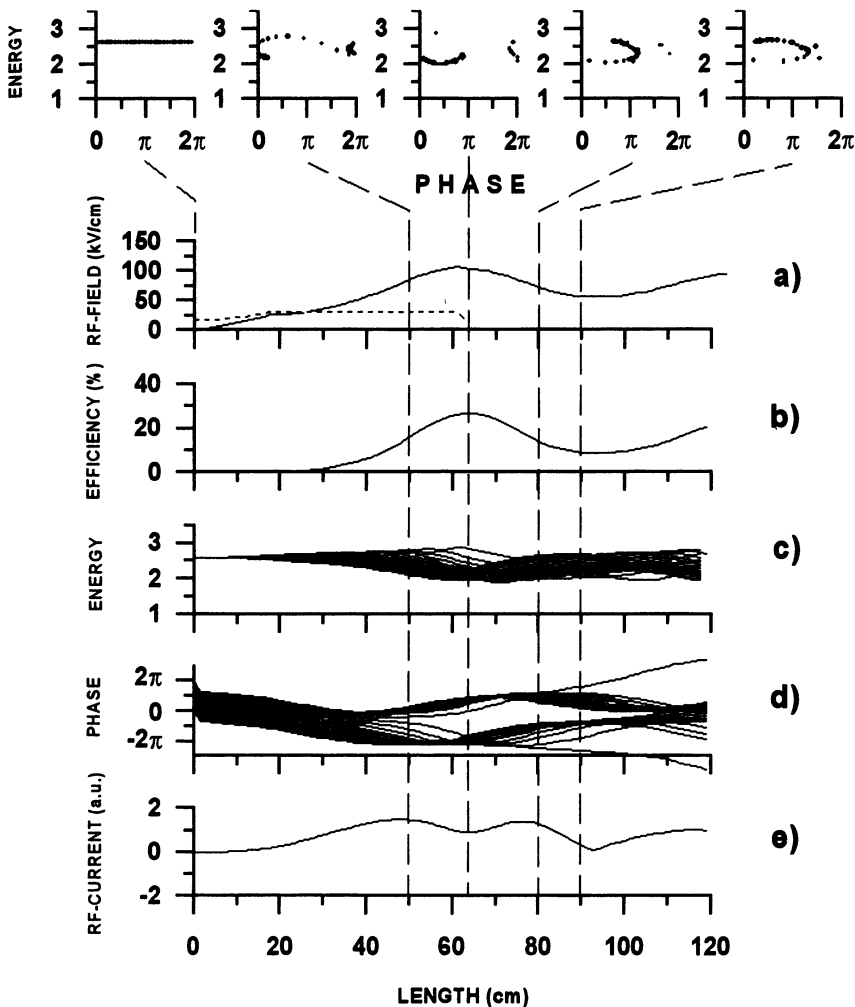 ENERGY
3
2
1
0 π 2π
3
2
1
0 π 2π
3
2
1
0 π 2π
3
2
1
0 π 2π
3
2
1
0 π 2π
PHASE
RF-FIELD (kV/cm)
150
100
50
0
a)
EFFICIENCY (%)
40
20
0
b)
ENERGY
3
2
1
c)
PHASE
2π
0
-2π
d)
RF-CURRENT (a.u.)
2
0
-2
e)
0 20 40 60 80 100 120
LENGTH (cm)